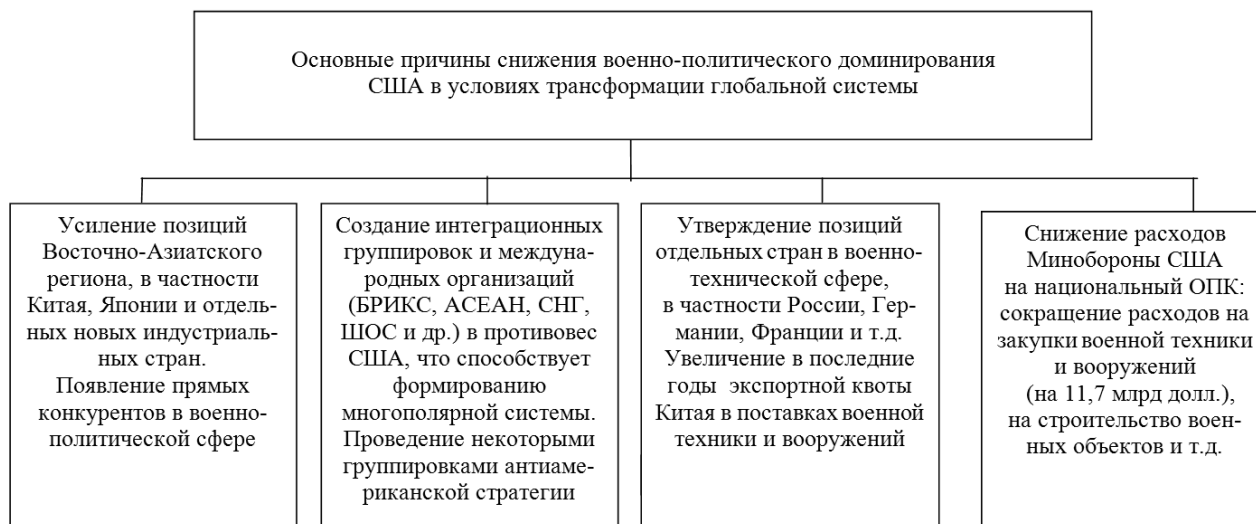 Основные причины снижения военно-политического доминирования
США в условиях трансформации глобальной системы
Усиление позиций
Восточно-Азиатского
региона, в частности
Китая, Японии и отдель-
ных новых индустриаль-
ных стран.
Появление прямых
конкурентов в военно-
политической сфере
Создание интеграционных
группировок и междуна-
родных организаций
(БРИКС, АСЕАН, СНГ,
ШОС и др.) в противовес
США, что способствует
формированию
многополярной системы.
Проведение некоторыми
группировками антиаме-
риканской стратегии
Утверждение позиций
отдельных стран в военно-
технической сфере,
в частности России, Гер-
мании, Франции и т.д.
Увеличение в последние
годы экспортной квоты
Китая в поставках военной
техники и вооружений
Снижение расходов
Минобороны США
на национальный ОПК:
сокращение расходов на
закупки военной техники
и вооружений
(на 11,7 млрд долл.),
на строительство воен-
ных объектов и т.д.